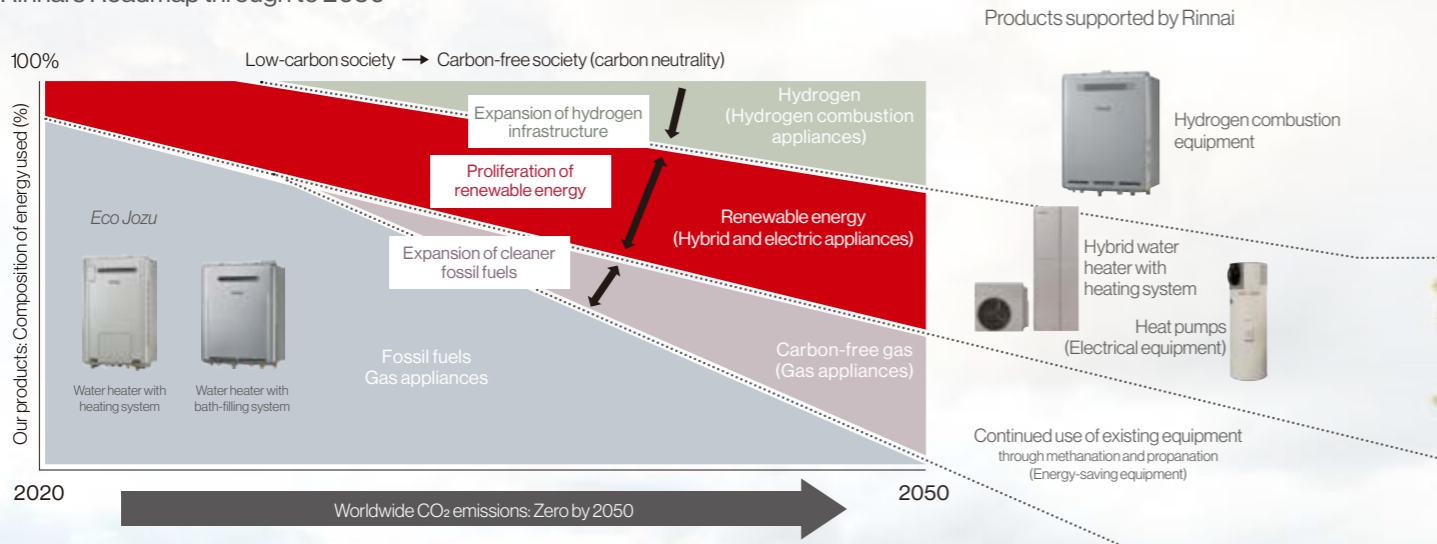 Rinnai's Roadmap through to 2050
Products supported by Rinnai
100%
Low-carbon society → Carbon-free society (carbon neutrality)
Our products: Composition of energy used (%)
Expansion of hydrogen
infrastructure
Hydrogen
(Hydrogen combustion
appliances)
Hydrogen combustion
equipment
Proliferation of
renewable energy
Eco Jozu
Renewable energy
(Hybrid and electric appliances)
Expansion of cleaner
fossil fuels
Hybrid water
heater with
heating system
Heat pumps
(Electrical equipment)
Fossil fuels
Gas appliances
Carbon-free gas
(Gas appliances)
Water heater with
heating system
Water heater with
bath-filling system
Continued use of existing equipment
through methanation and propanation
(Energy-saving equipment)
2020
2050
Worldwide CO₂ emissions: Zero by 2050